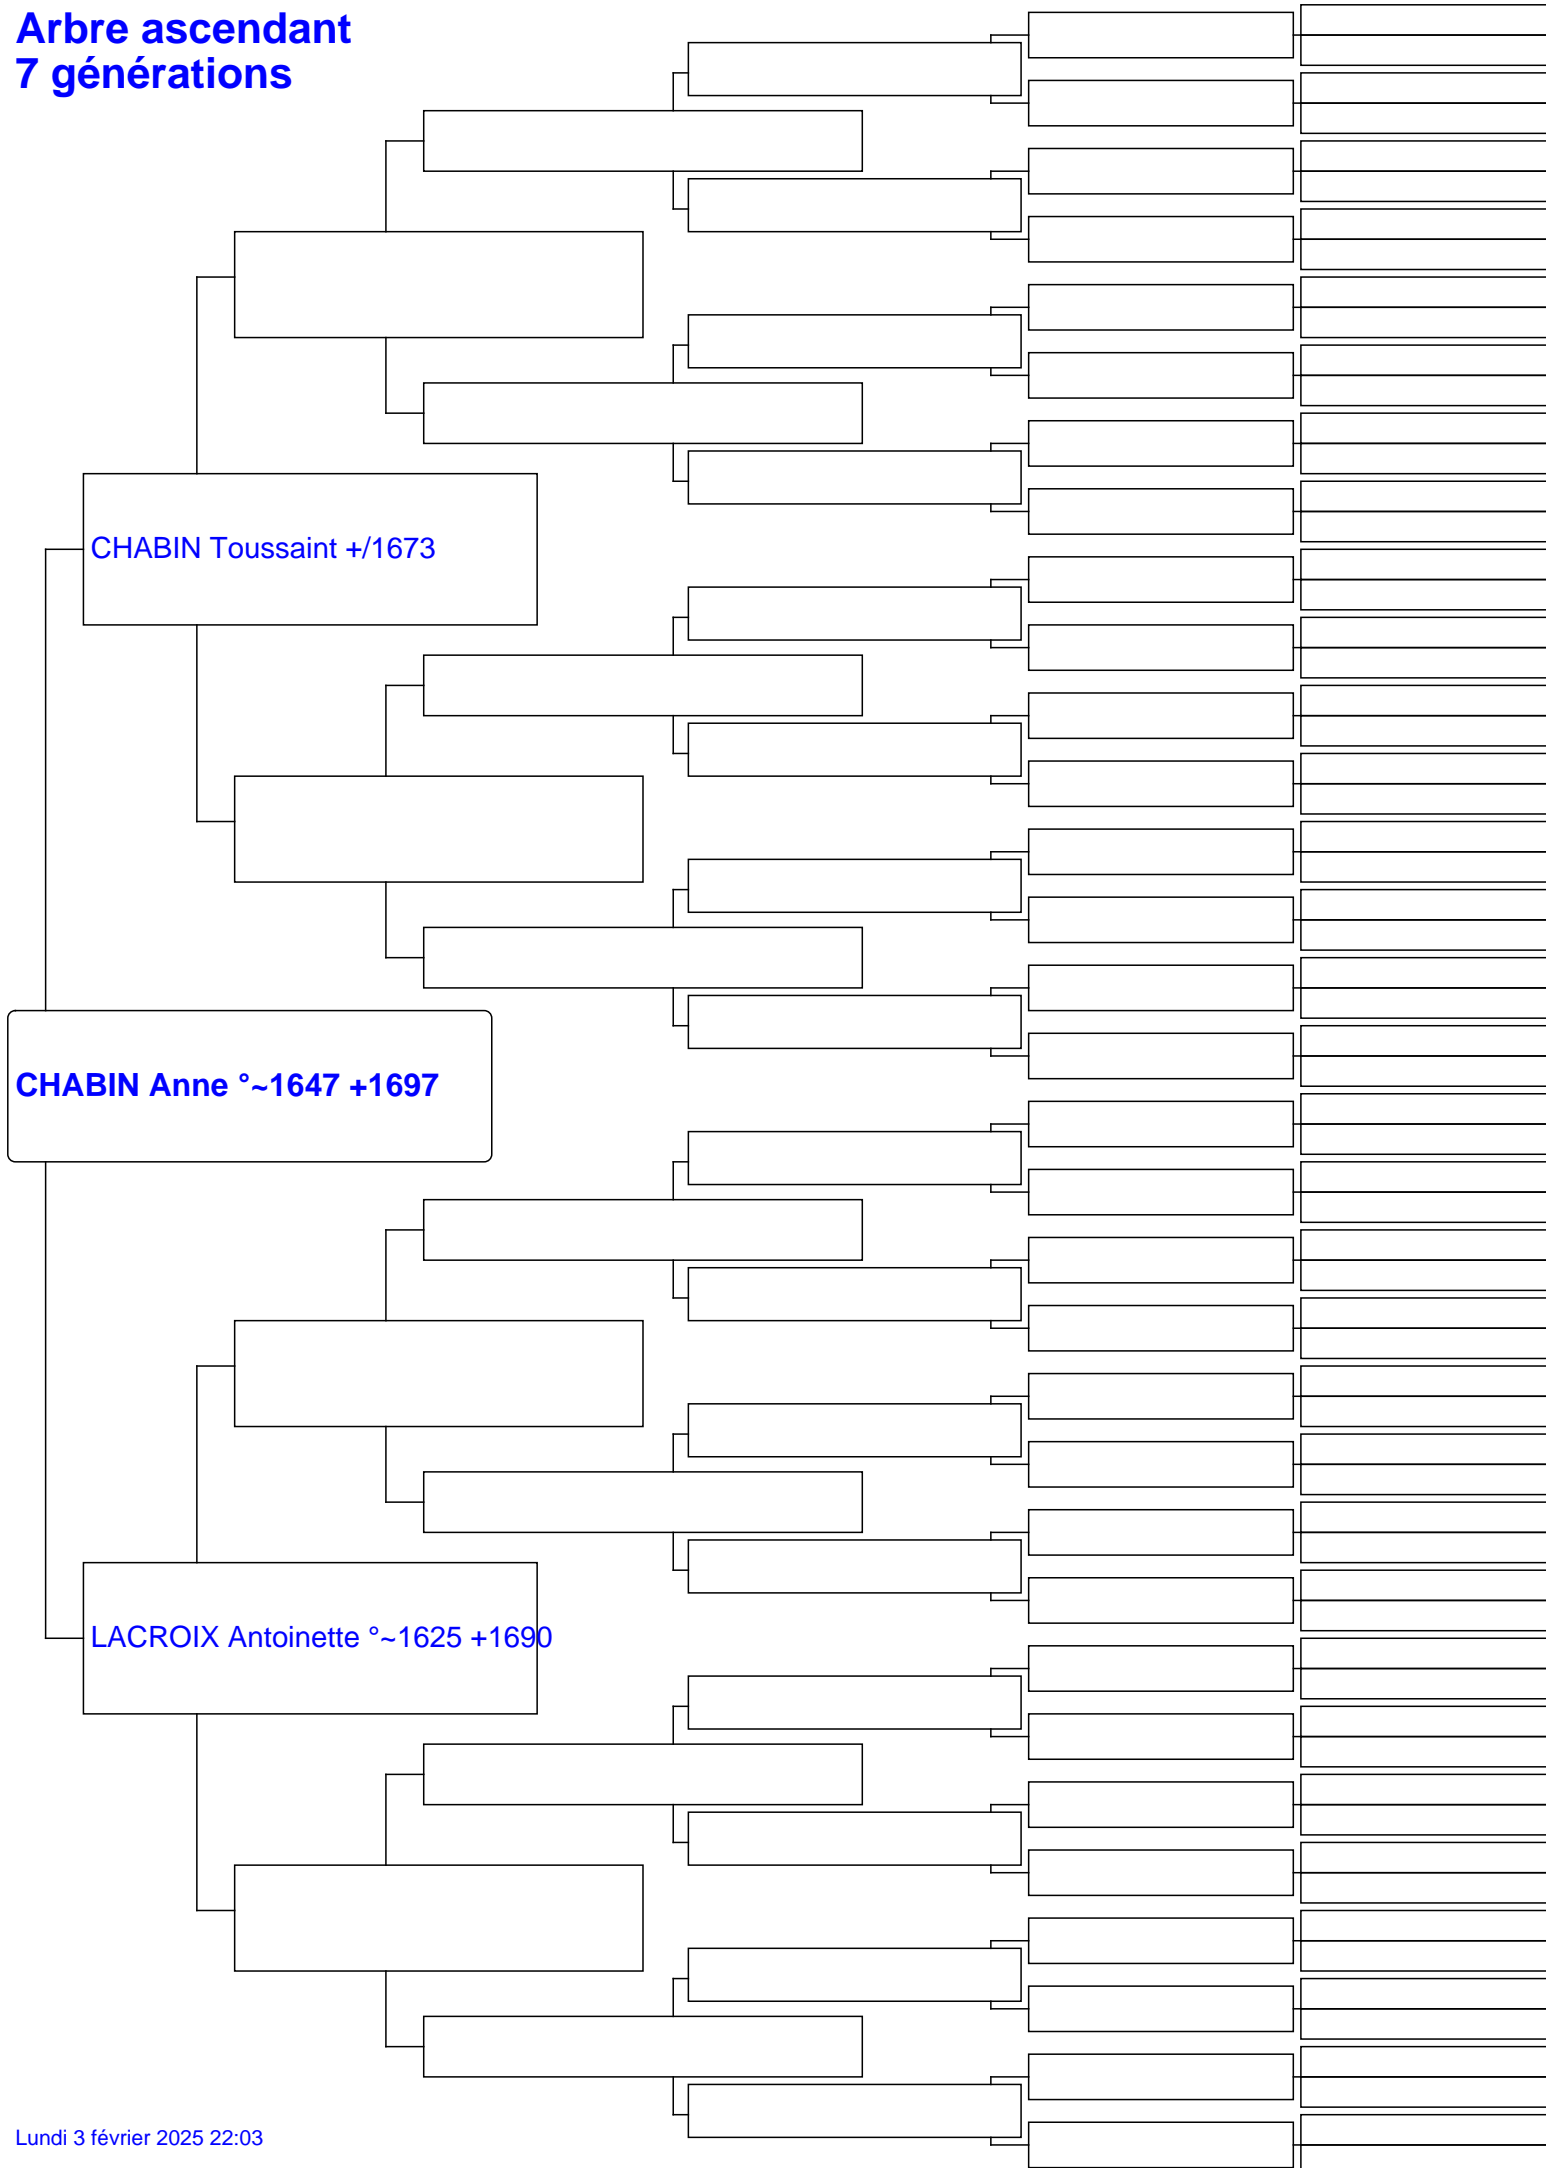 Arbre ascendant
7 générations
CHABIN Toussaint +/1673
CHABIN Anne °~1647 +1697
LACROIX Antoinette °~1625 +1690
Lundi 3 février 2025 22:03